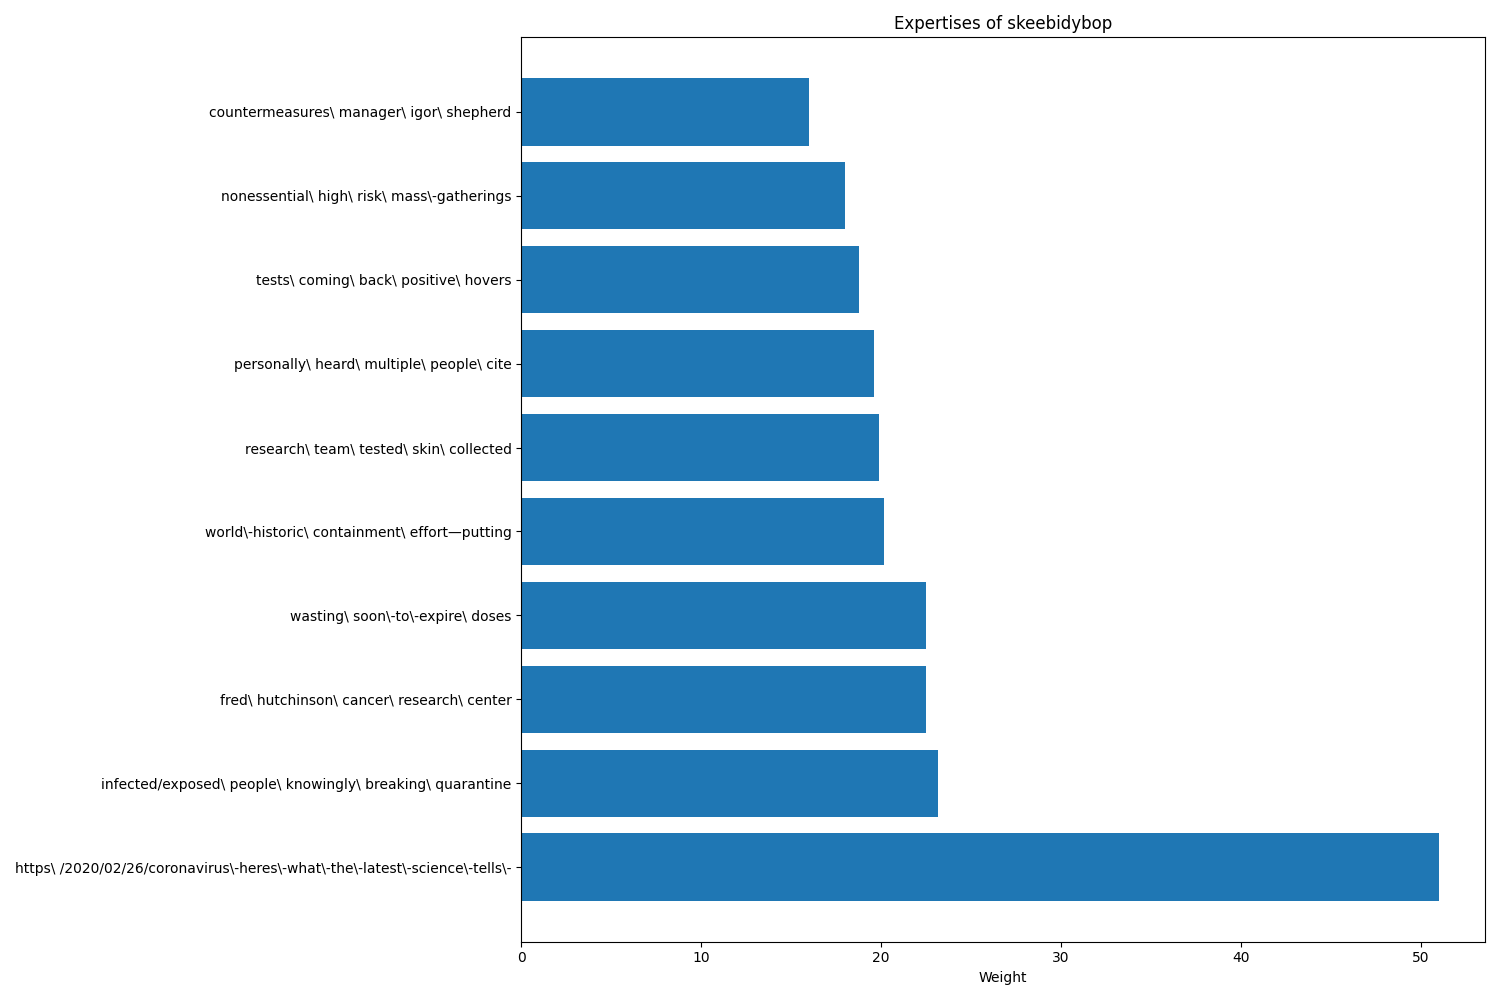 Expertises of skeebidybop
countermeasures\ manager\ igor\ shepherd
nonessential\ high\ risk\ mass\-gatherings
tests\ coming\ back\ positive\ hovers
personally\ heard\ multiple\ people\ cite
research\ team\ tested\ skin\ collected
world\-historic\ containment\ effort—putting
wasting\ soon\-to\-expire\ doses
fred\ hutchinson\ cancer\ research\ center
infected/exposed\ people\ knowingly\ breaking\ quarantine
https\ /2020/02/26/coronavirus\-heres\-what\-the\-latest\-science\-tells\-
0 10 20 30 40 50
Weight